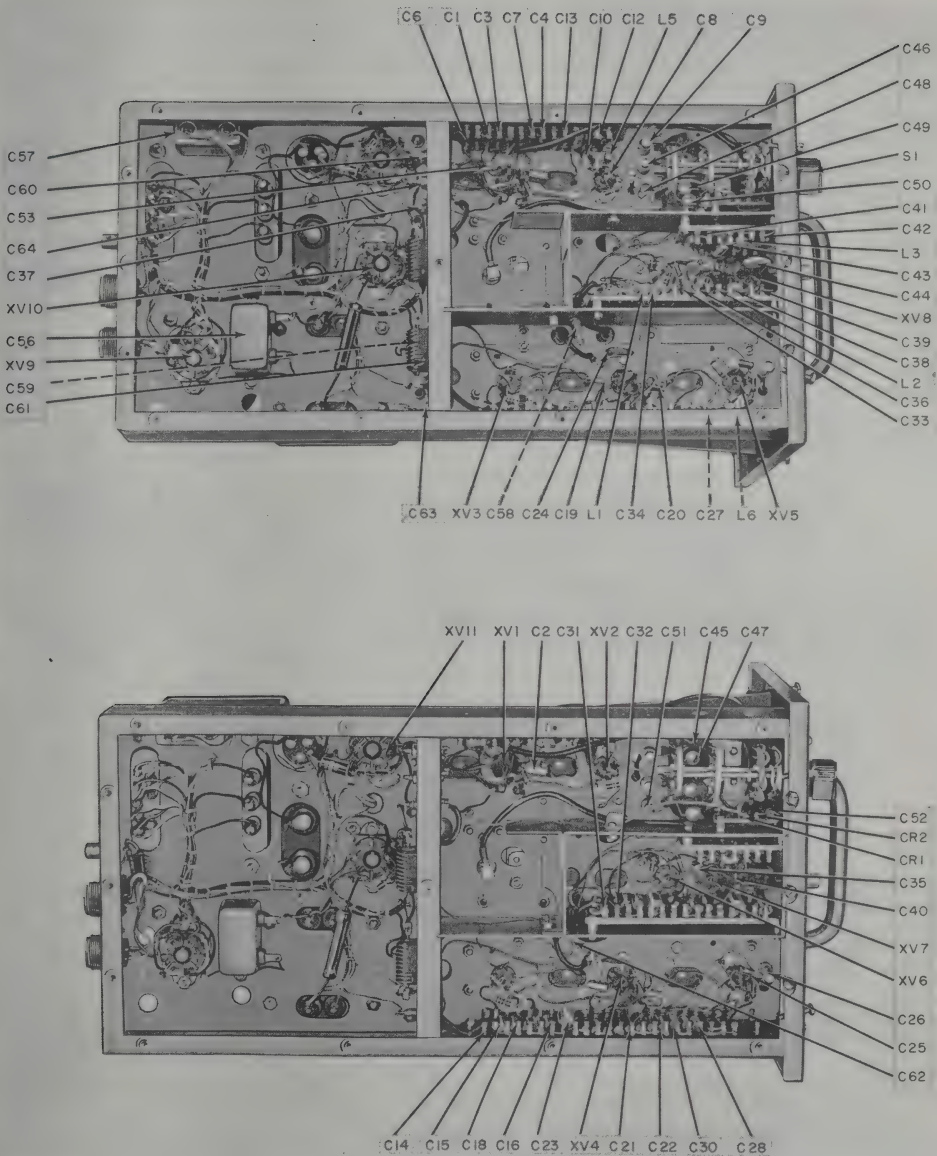 C6 C1 C3 C7 C4 C13 C10 C12 L5 C8 C9
C46
C48
C49
S1
C50
C41
C42
L3
C43
C44
XV8
C39
C38
L2
C36
C33
C57
C60
C53
C64
C37
XV10
C56
XV9
C59
C61
C63 XV3 C58 C24 C19 L1 C34 C20 C27 L6 XV5
XV11 XV1 C2 C31 XV2 C32 C51 C45 C47
C52
CR2
CR1
C35
C40
XV7
XV6
C26
C25
C62
C14 C15 C18 C16 C23 XV4 C21 C22 C30 C28